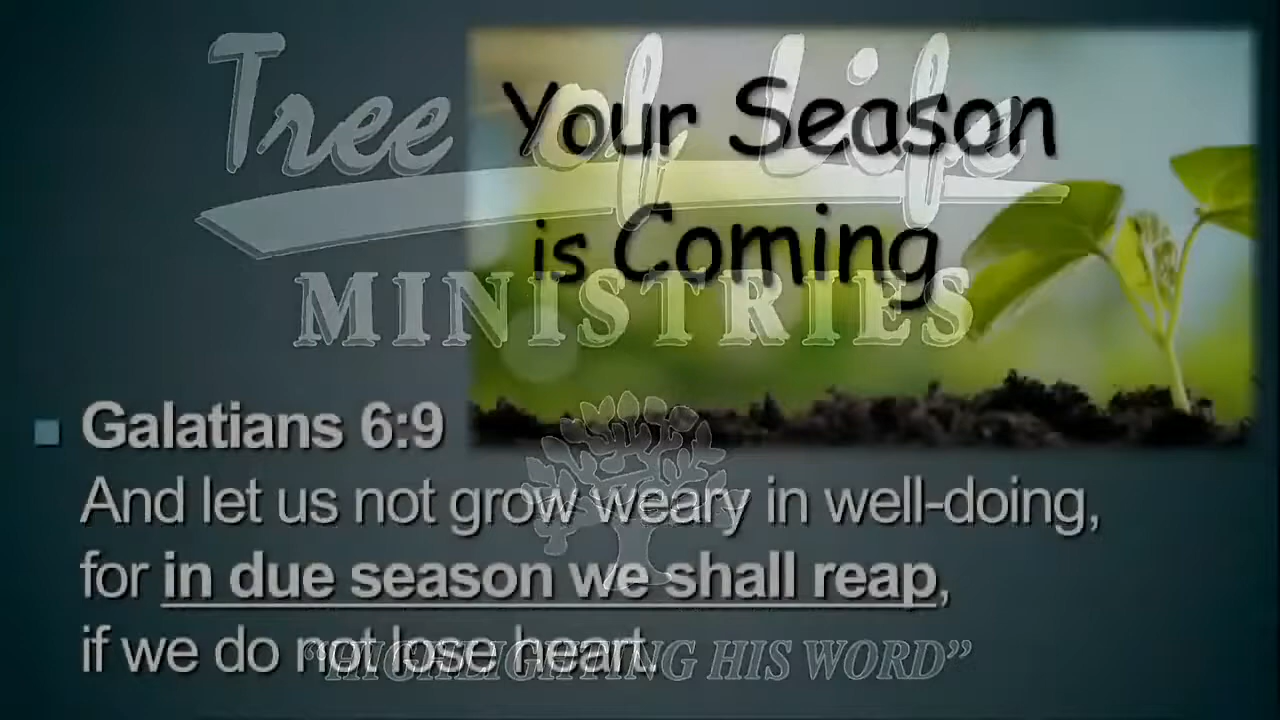 Tree of Life
MINISTRIES
Your Season
is Coming
Galatians 6:9
And let us not grow weary in well-doing,
for in due season we shall reap,
if we do not lose heart.
“HIGHLIGHTING HIS WORD”